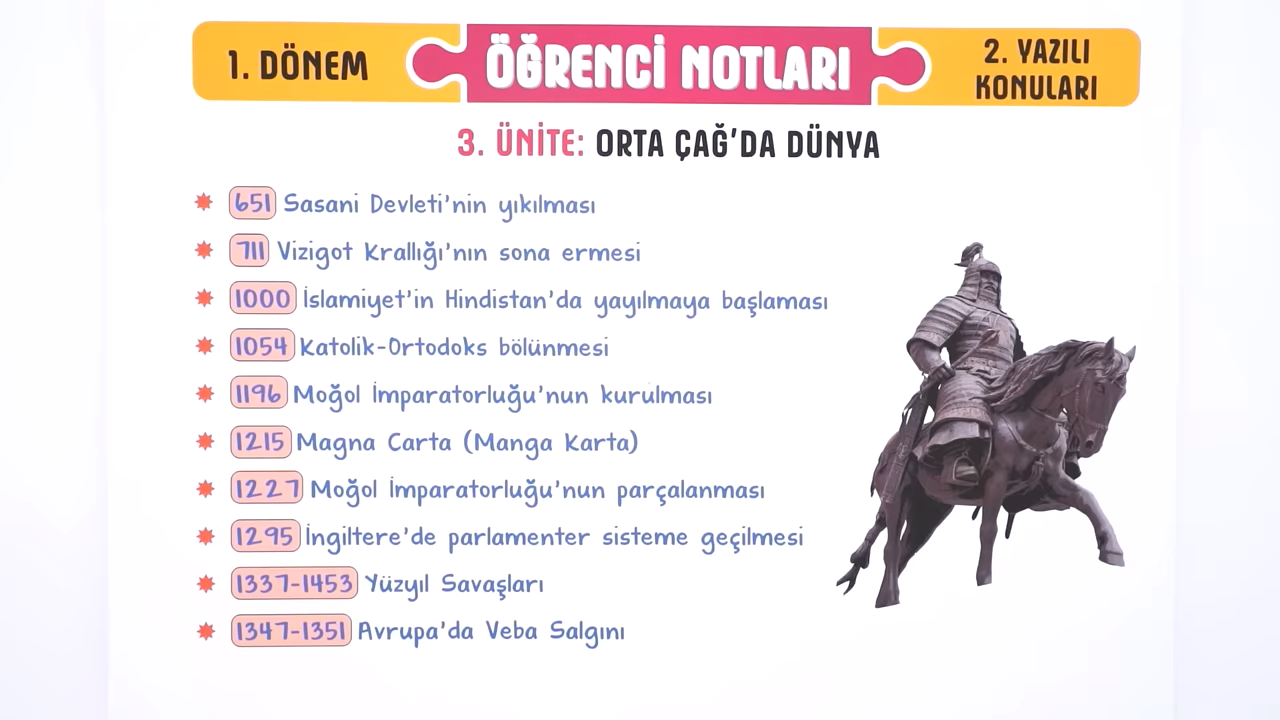 1. DÖNEM
ÖĞRENCİ NOTLARI
2. YAZILI
KONULARI
3. ÜNİTE: ORTA ÇAĞ'DA DÜNYA
651 Sasani Devleti'nin yıkılması
711 Vizigot Krallığı'nın sona ermesi
1000 İslamiyet'in Hindistan'da yayılmaya başlaması
1054 Katolik-Ortodoks bölünmesi
1196 Moğol İmparatorluğu'nun kurulması
1215 Magna Carta (Manga Karta)
1227 Moğol İmparatorluğu'nun parçalanması
1295 İngiltere'de parlamenter sisteme geçilmesi
1337-1453 Yüzyıl Savaşları
1347-1351 Avrupa'da Veba Salgını